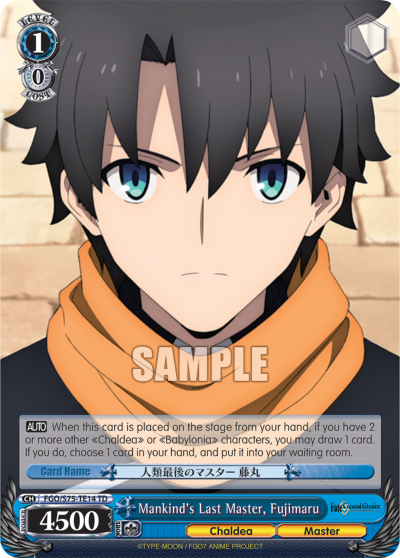 LEVEL
1
0
COST
SAMPLE
AUTO When this card is placed on the stage from your hand, if you have 2
or more other «Chaldea» or «Babylonia» characters, you may draw 1 card.
If you do, choose 1 card in your hand, and put it into your waiting room.
Card Name
人類最後のマスター 藤丸
CH FGO/S75-TE14 TD
4500
Mankind's Last Master, Fujimaru
Fate/Grand Order
Chaldea
Master
©TYPE-MOON / FGO7 ANIME PROJECT